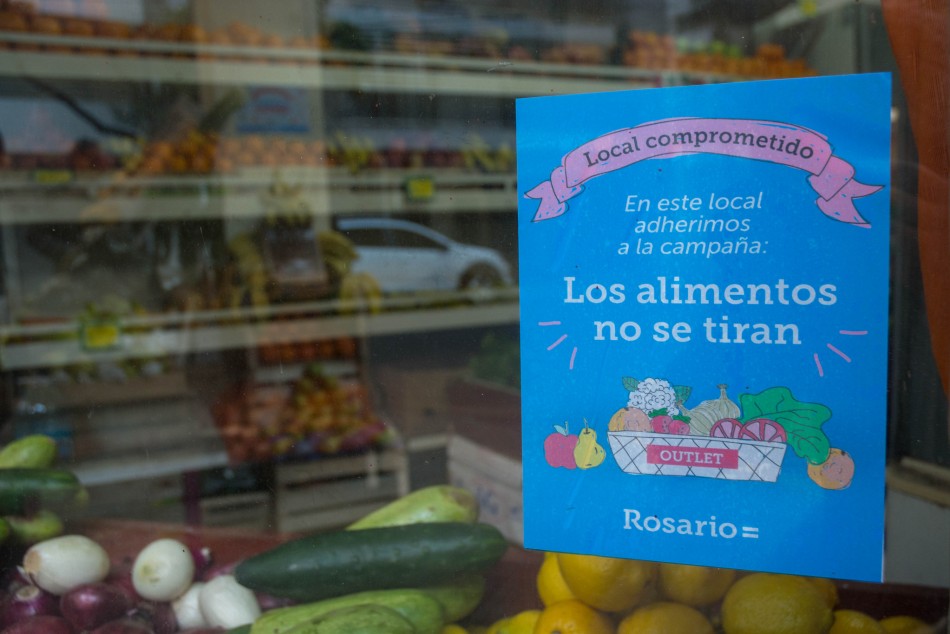 Local comprometido
En este local
adherimos
a la campaña:
Los alimentos
no se tiran
OUTLET
Rosario=